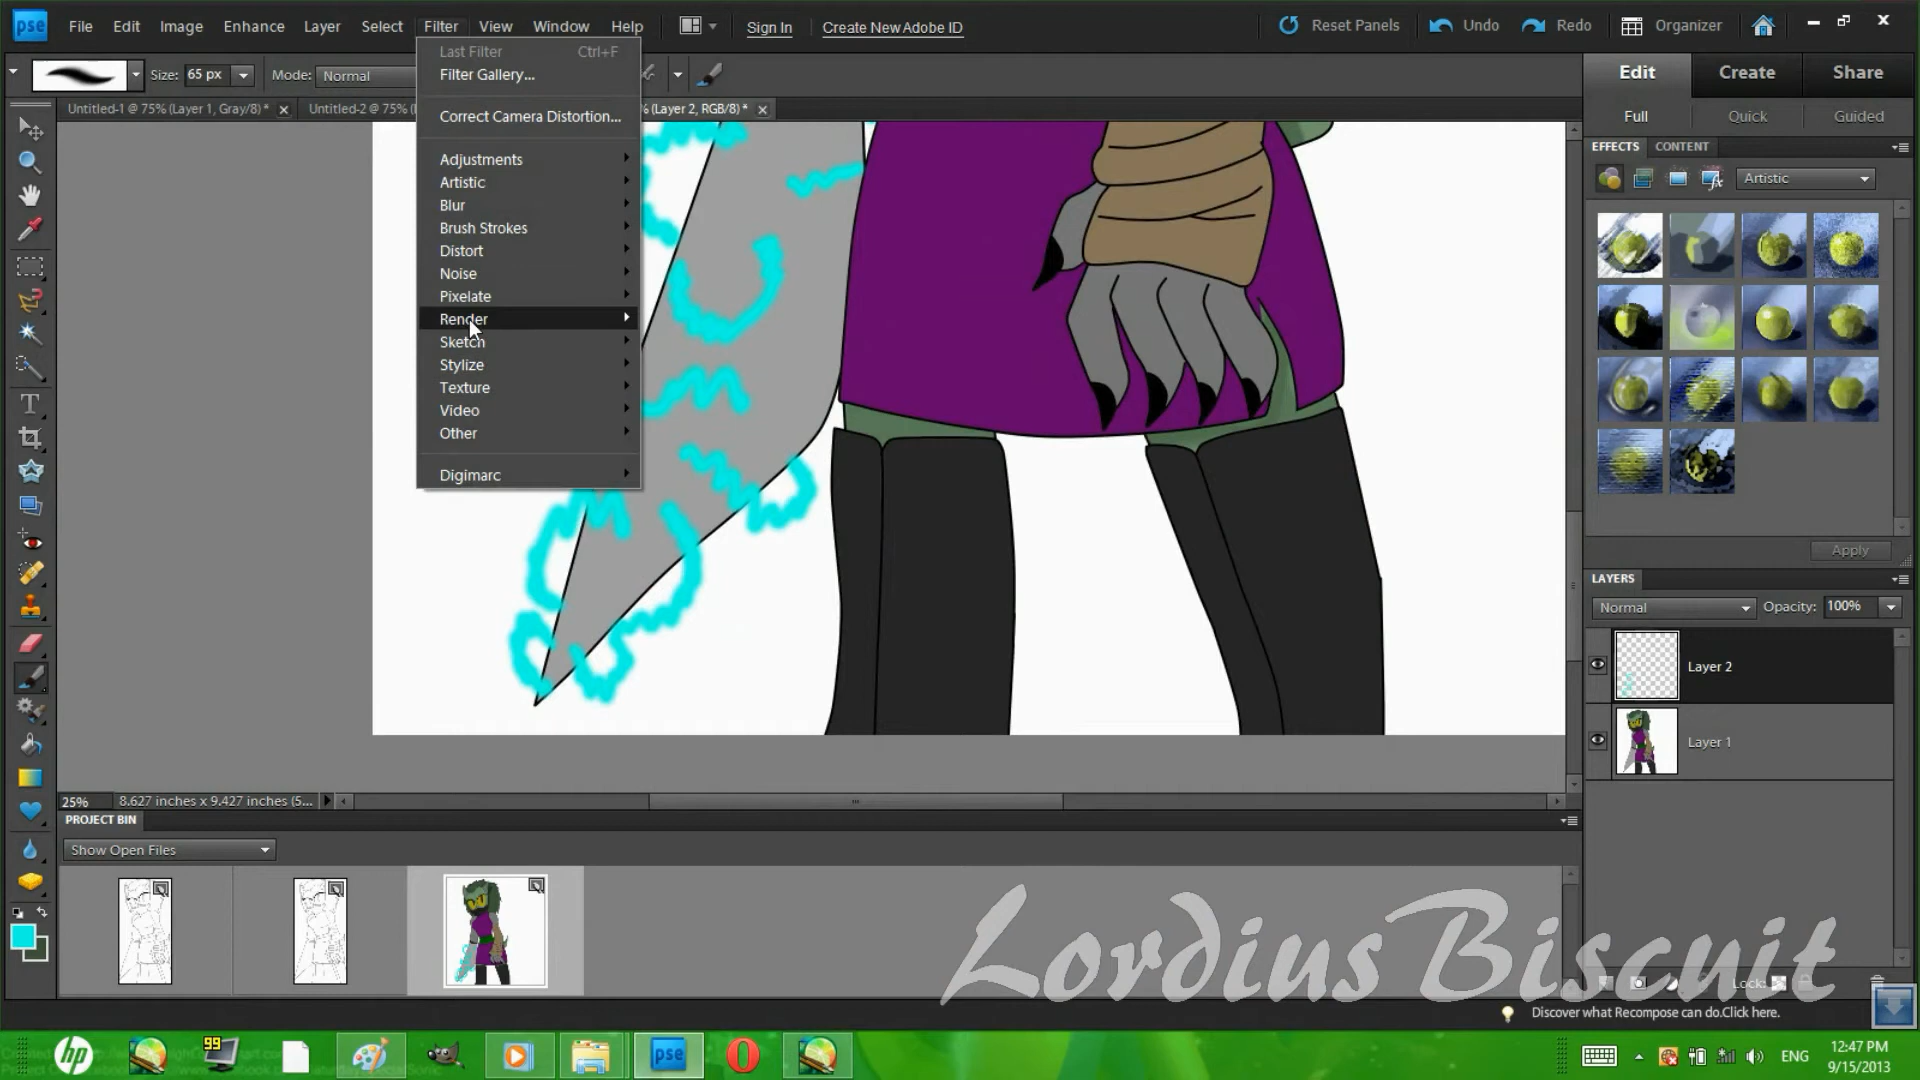 pse File Edit Image Enhance Layer Select Filter View Window Help Sign In Create New Adobe ID Reset Panels Undo Redo Organizer
Size: 65 px Mode: Normal
Edit Create Share
Full Quick Guided
Untitled-1 @ 75% (Layer 1, Gray/8) * Untitled-2 @ 75% (Layer 2, RGB/8) *
Last Filter Ctrl+F
Filter Gallery...
Correct Camera Distortion...
Adjustments
Artistic
Blur
Brush Strokes
Distort
Noise
Pixelate
Render
Sketch
Stylize
Texture
Video
Other
Digimarc
EFFECTS CONTENT
Artistic
Apply
LAYERS
Normal Opacity: 100%
Layer 2
Layer 1
Lock:
25% 8.627 inches x 9.427 inches (5...
PROJECT BIN
Show Open Files
Lordius Biscuit
Discover what Recompose can do.Click here.
hp 99 pse ENG 12:47 PM
9/15/2013